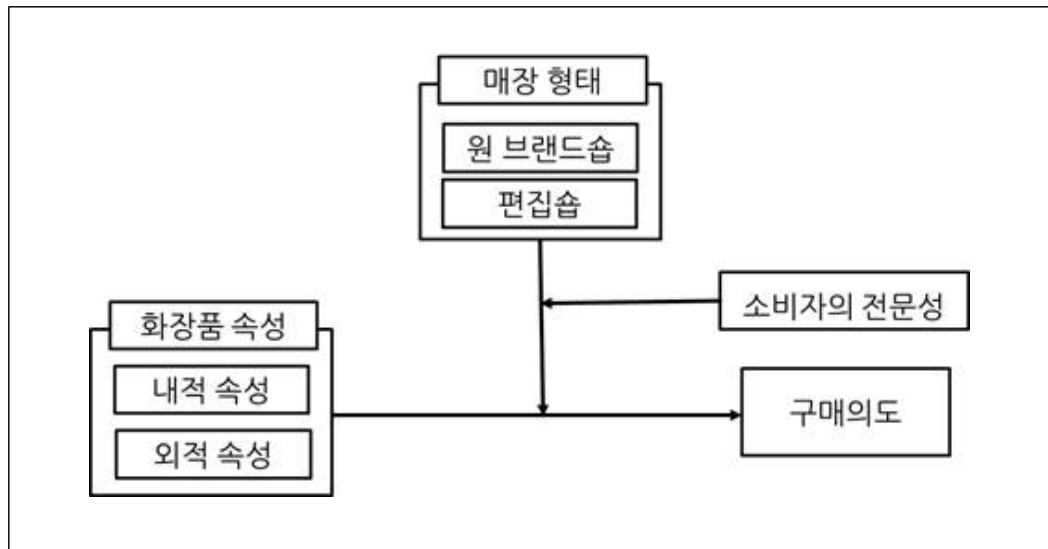 매장 형태
원 브랜드숍
편집숍
소비자의 전문성
화장품 속성
내적 속성
외적 속성
구매의도